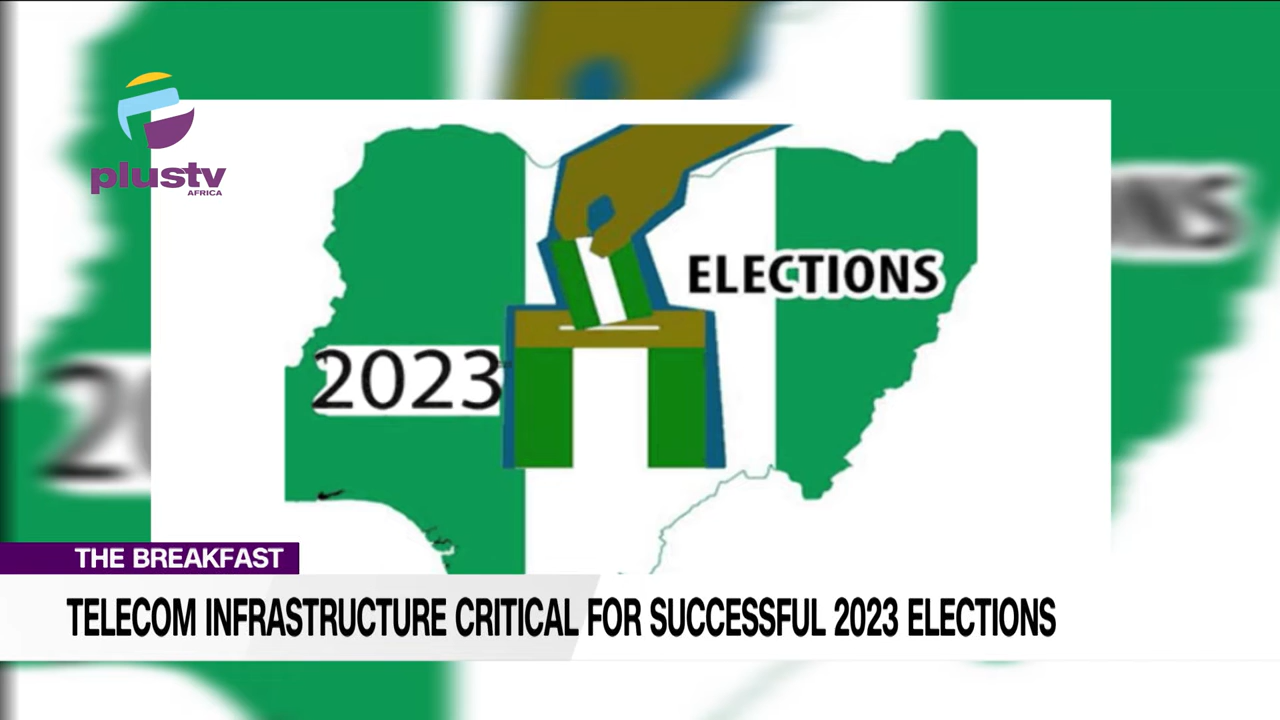 plustv
AFRICA
ELECTIONS
2023
THE BREAKFAST
TELECOM INFRASTRUCTURE CRITICAL FOR SUCCESSFUL 2023 ELECTIONS